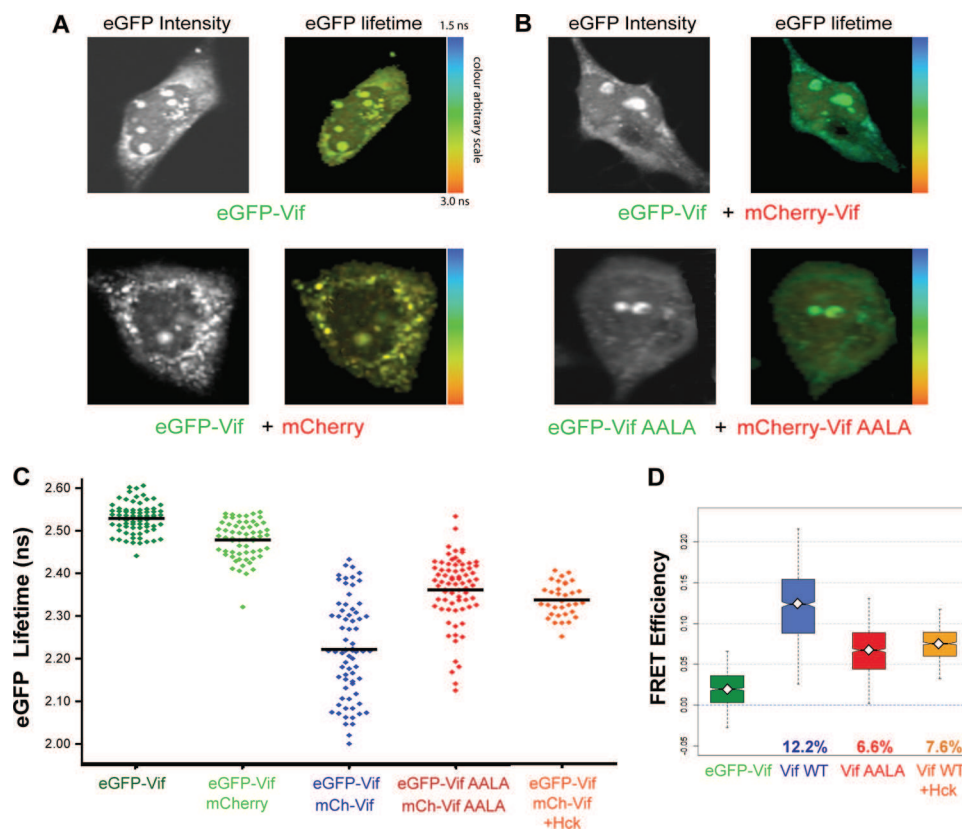 A
eGFP Intensity
eGFP lifetime
1.5 ns
colour arbitrary scale
3.0 ns
eGFP-Vif
eGFP-Vif + mCherry
B
eGFP Intensity
eGFP lifetime
eGFP-Vif + mCherry-Vif
eGFP-Vif AALA + mCherry-Vif AALA
C
eGFP Lifetime (ns)
2.60
2.50
2.40
2.30
2.20
2.10
2.00
eGFP-Vif
eGFP-Vif
mCherry
eGFP-Vif
mCh-Vif
eGFP-Vif AALA
mCh-Vif AALA
eGFP-Vif
mCh-Vif
+Hck
D
FRET Efficiency
0.20
0.15
0.10
0.05
0.00
-0.05
12.2%
6.6%
7.6%
eGFP-Vif
Vif WT
Vif AALA
Vif WT
+Hck